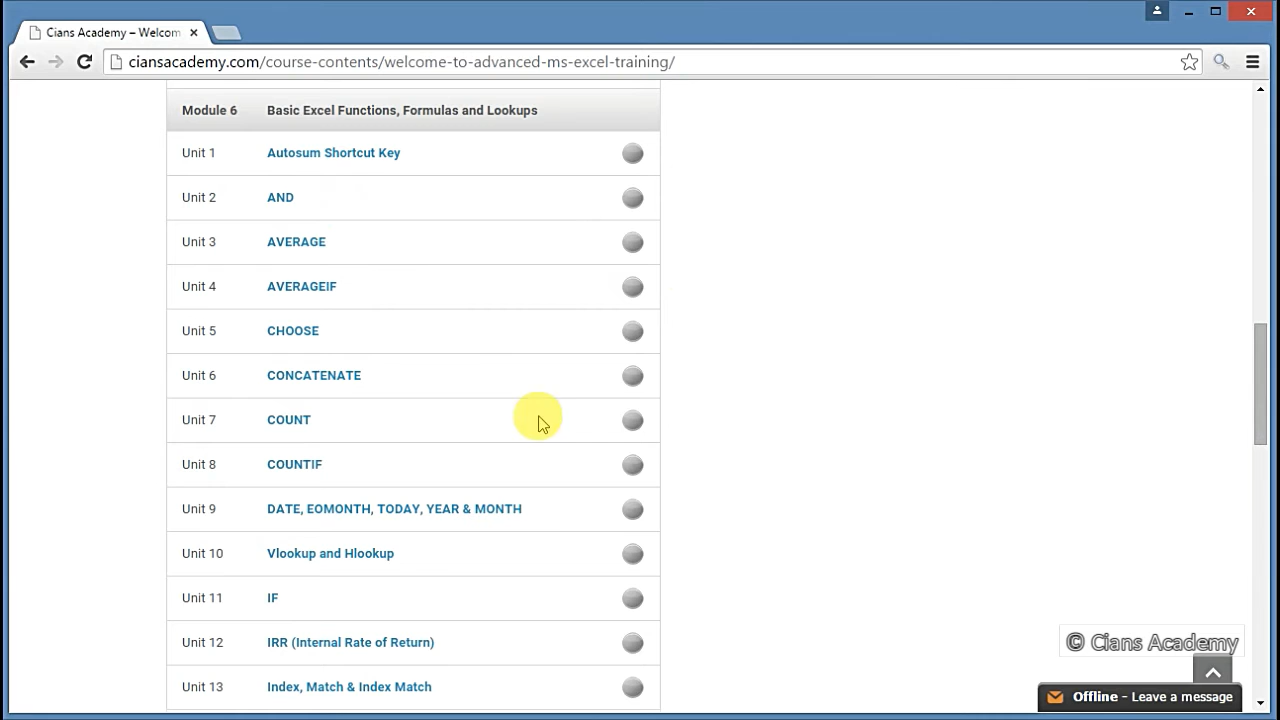 Cians Academy – Welcom
ciansacademy.com/course-contents/welcome-to-advanced-ms-excel-training/
Module 6 Basic Excel Functions, Formulas and Lookups
Unit 1 Autosum Shortcut Key
Unit 2 AND
Unit 3 AVERAGE
Unit 4 AVERAGEIF
Unit 5 CHOOSE
Unit 6 CONCATENATE
Unit 7 COUNT
Unit 8 COUNTIF
Unit 9 DATE, EOMONTH, TODAY, YEAR & MONTH
Unit 10 Vlookup and Hlookup
Unit 11 IF
Unit 12 IRR (Internal Rate of Return)
Unit 13 Index, Match & Index Match
© Cians Academy
Offline - Leave a message